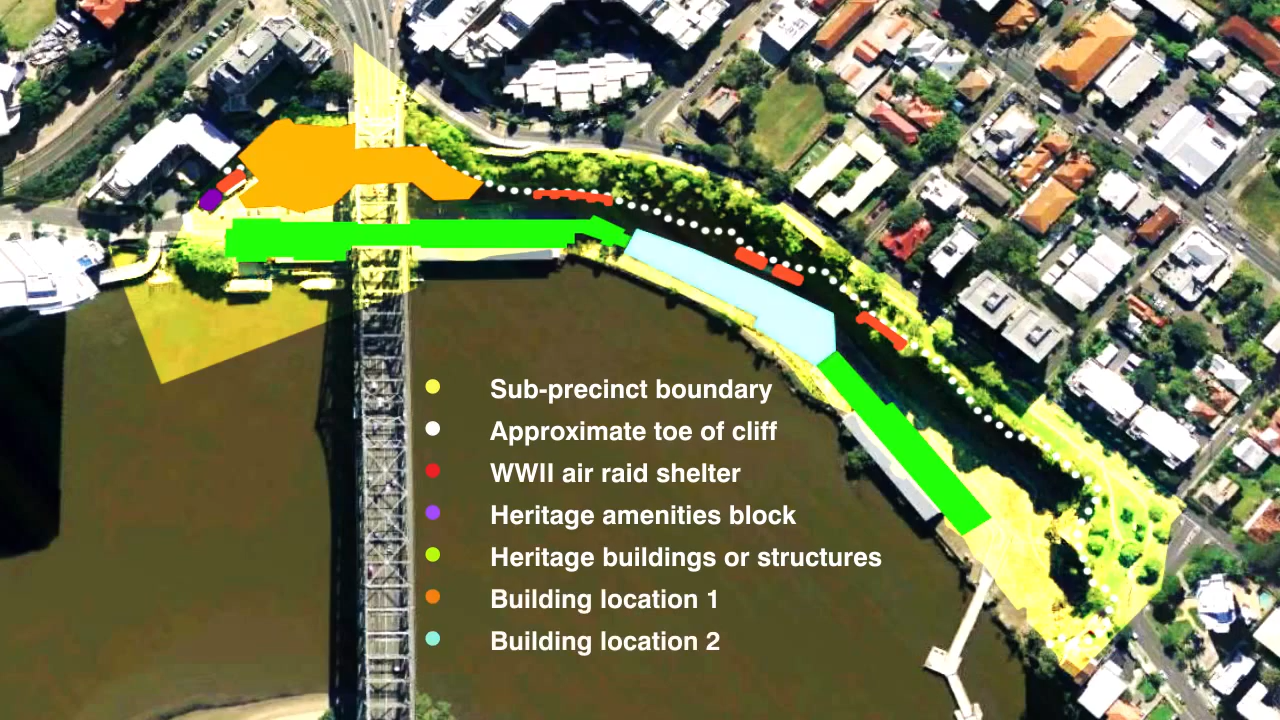 Sub-precinct boundary
Approximate toe of cliff
WWII air raid shelter
Heritage amenities block
Heritage buildings or structures
Building location 1
Building location 2